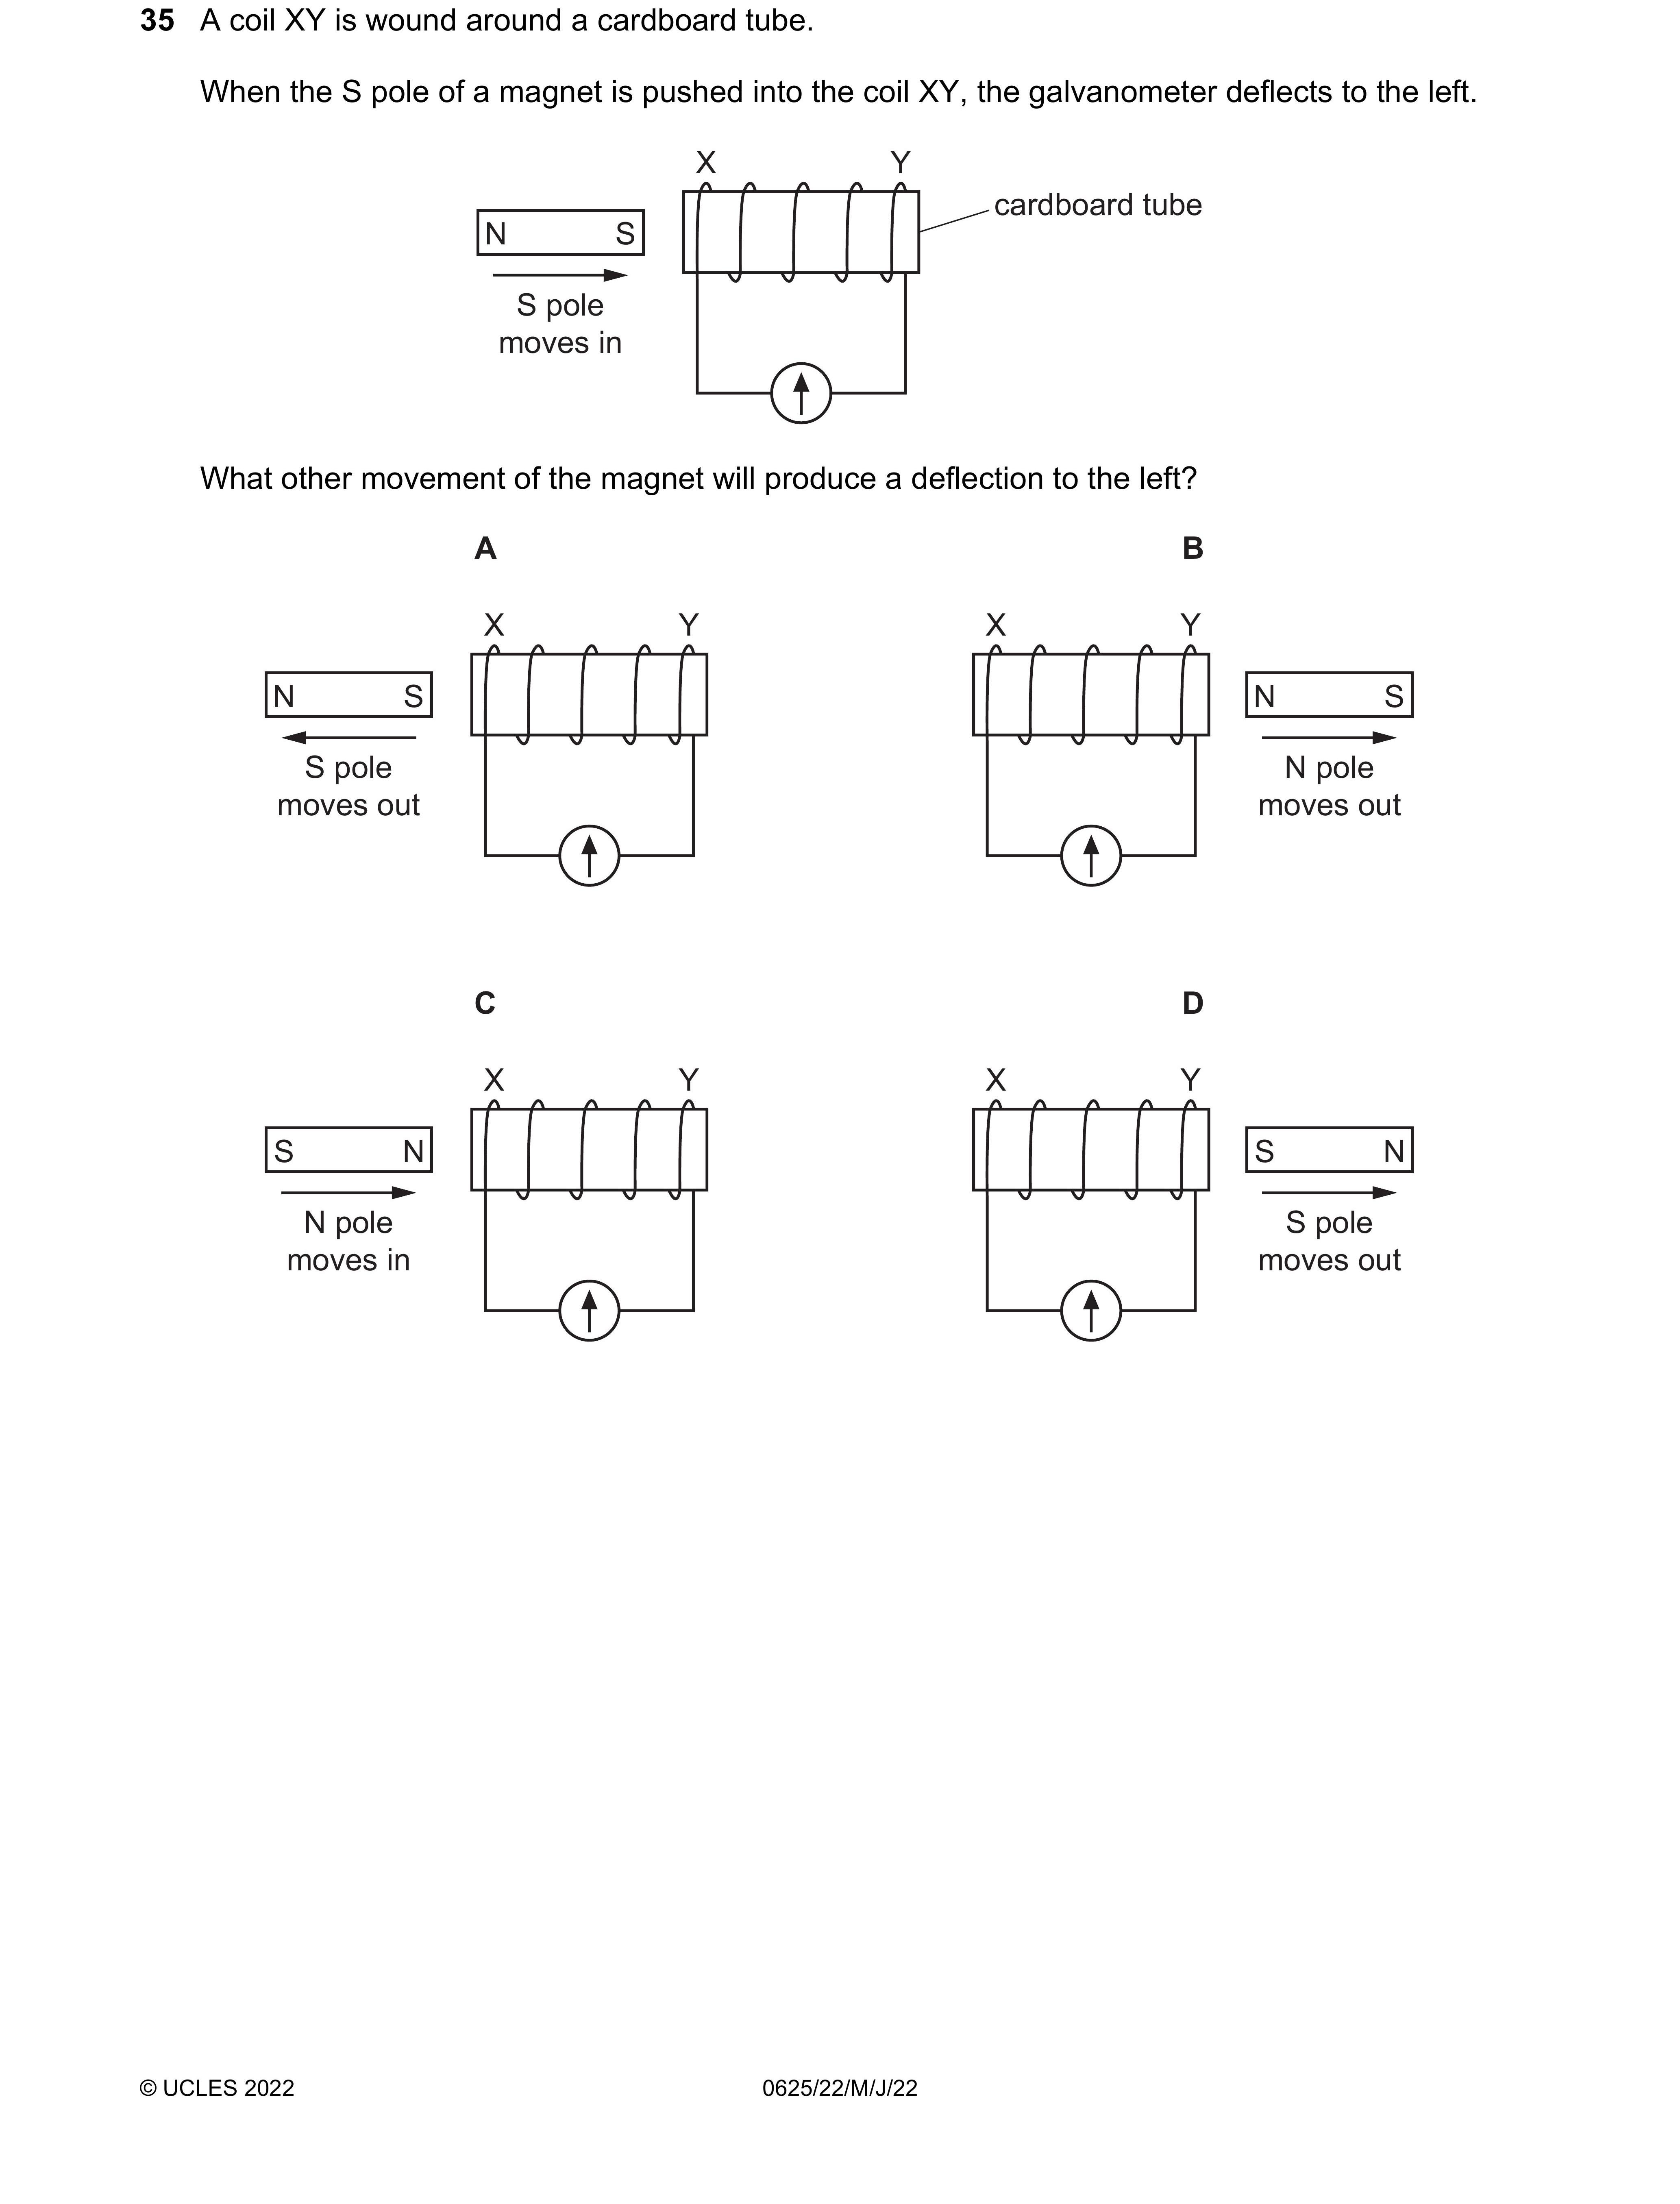 35 A coil XY is wound around a cardboard tube.
When the S pole of a magnet is pushed into the coil XY, the galvanometer deflects to the left.
X Y
cardboard tube
N S
S pole
moves in
What other movement of the magnet will produce a deflection to the left?
A
X Y
N S
S pole
moves out
B
X Y
N S
N pole
moves out
C
X Y
S N
N pole
moves in
D
X Y
S N
S pole
moves out
© UCLES 2022 0625/22/M/J/22